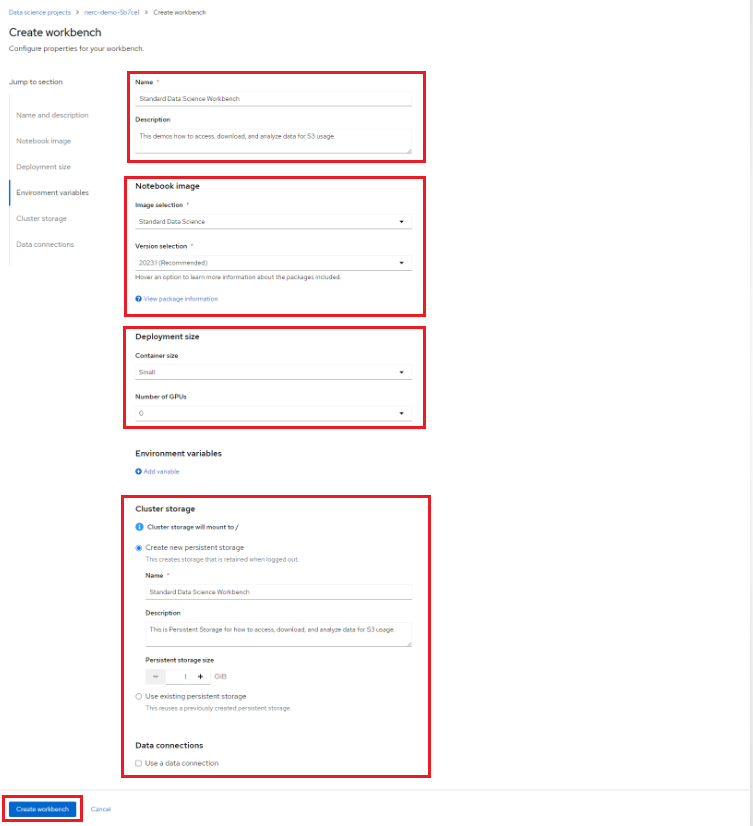 Data science projects > nerc-demo-5b7ce1 > Create workbench
Create workbench
Configure properties for your workbench.
Jump to section
Name and description
Notebook image
Deployment size
Environment variables
Cluster storage
Data connections
Name *
Standard Data Science Workbench
Description
This demos how to access, download, and analyze data for S3 usage.
Notebook image
Image selection *
Standard Data Science
Version selection *
2023.1 (Recommended)
Hover an option to learn more information about the packages included.
View package information
Deployment size
Container size
Small
Number of GPUs
0
Environment variables
Add variable
Cluster storage
Cluster storage will mount to /
Create new persistent storage
This creates storage that is retained when logged out.
Name *
Standard Data Science Workbench
Description
This is Persistent Storage for how to access, download, and analyze data for S3 usage.
Persistent storage size
− 1 + GiB
Use existing persistent storage
This reuses a previously created persistent storage.
Data connections
Use a data connection
Create workbench Cancel